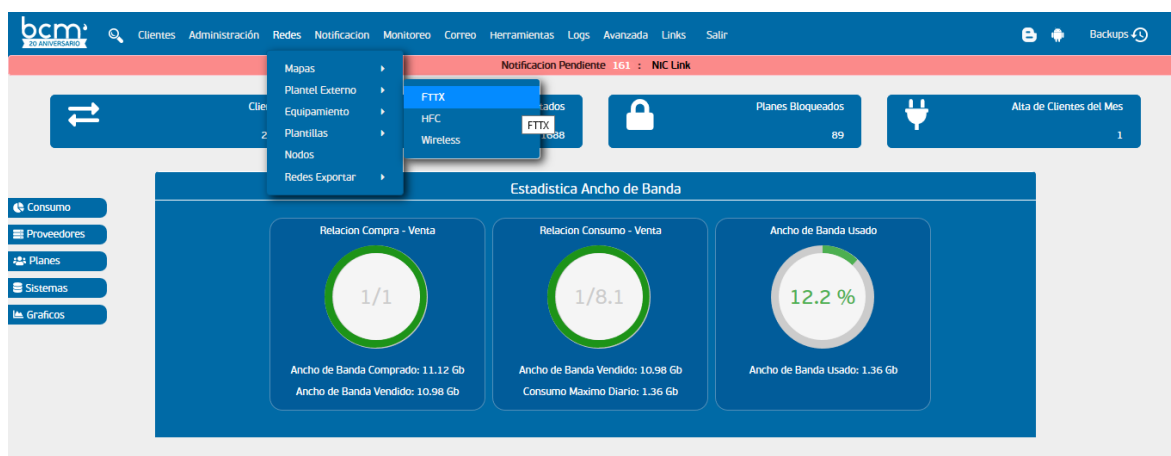 bcm
20 ANIVERSARIO
Clientes Administración Redes Notificacion Monitoreo Correo Herramientas Logs Avanzada Links Salir
Backups
Notificacion Pendiente 161 : NIC Link
Mapas
Plantel Externo
Equipamiento
Plantillas
Nodos
Redes Exportar
FTTX
HFC
Wireless
FTTX
Planes Bloqueados
89
Alta de Clientes del Mes
1
Estadistica Ancho de Banda
Consumo
Proveedores
Planes
Sistemas
Graficos
Relacion Compra - Venta
1/1
Ancho de Banda Comprado: 11.12 Gb
Ancho de Banda Vendido: 10.98 Gb
Relacion Consumo - Venta
1/8.1
Ancho de Banda Vendido: 10.98 Gb
Consumo Maximo Diario: 1.36 Gb
Ancho de Banda Usado
12.2 %
Ancho de Banda Usado: 1.36 Gb